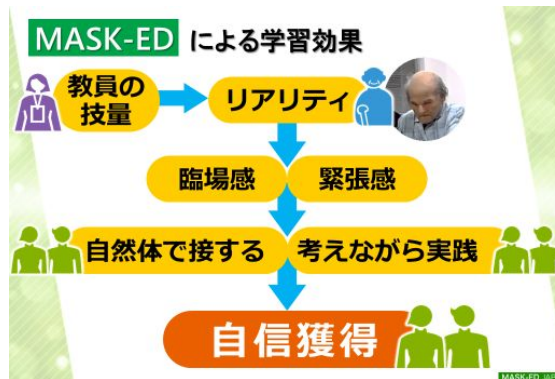 MASK-ED による学習効果
教員の
技量
リアリティ
臨場感
緊張感
自然体で接する
考えながら実践
自信獲得
MASK-ED